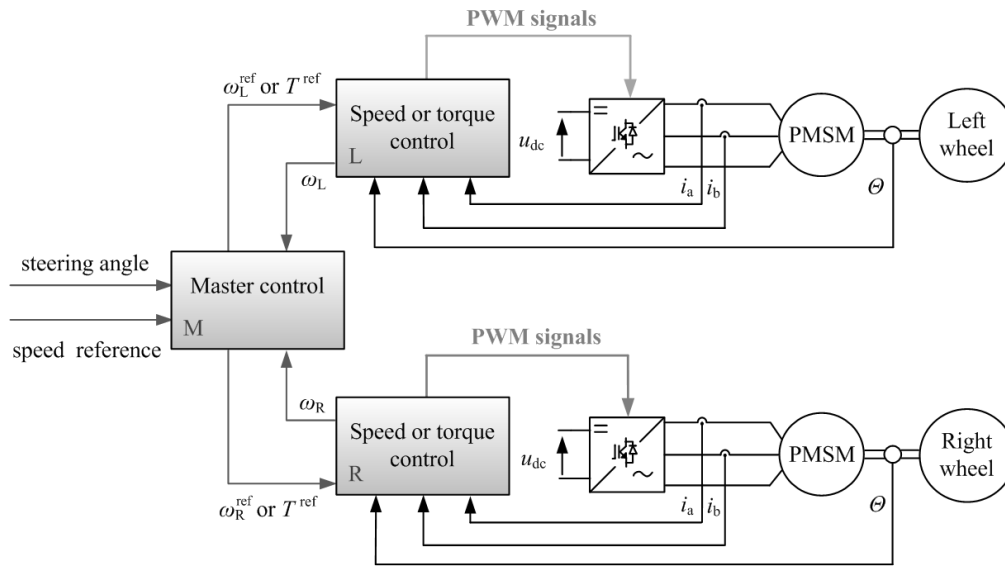 PWM signals
ω_L^ref or T^ref
Speed or torque
control
L
u_dc
=
~
PMSM
Left
wheel
ω_L
i_a i_b
Θ
steering angle
Master control
M
speed reference
PWM signals
ω_R
Speed or torque
control
R
u_dc
=
~
PMSM
Right
wheel
ω_R^ref or T^ref
i_a i_b
Θ